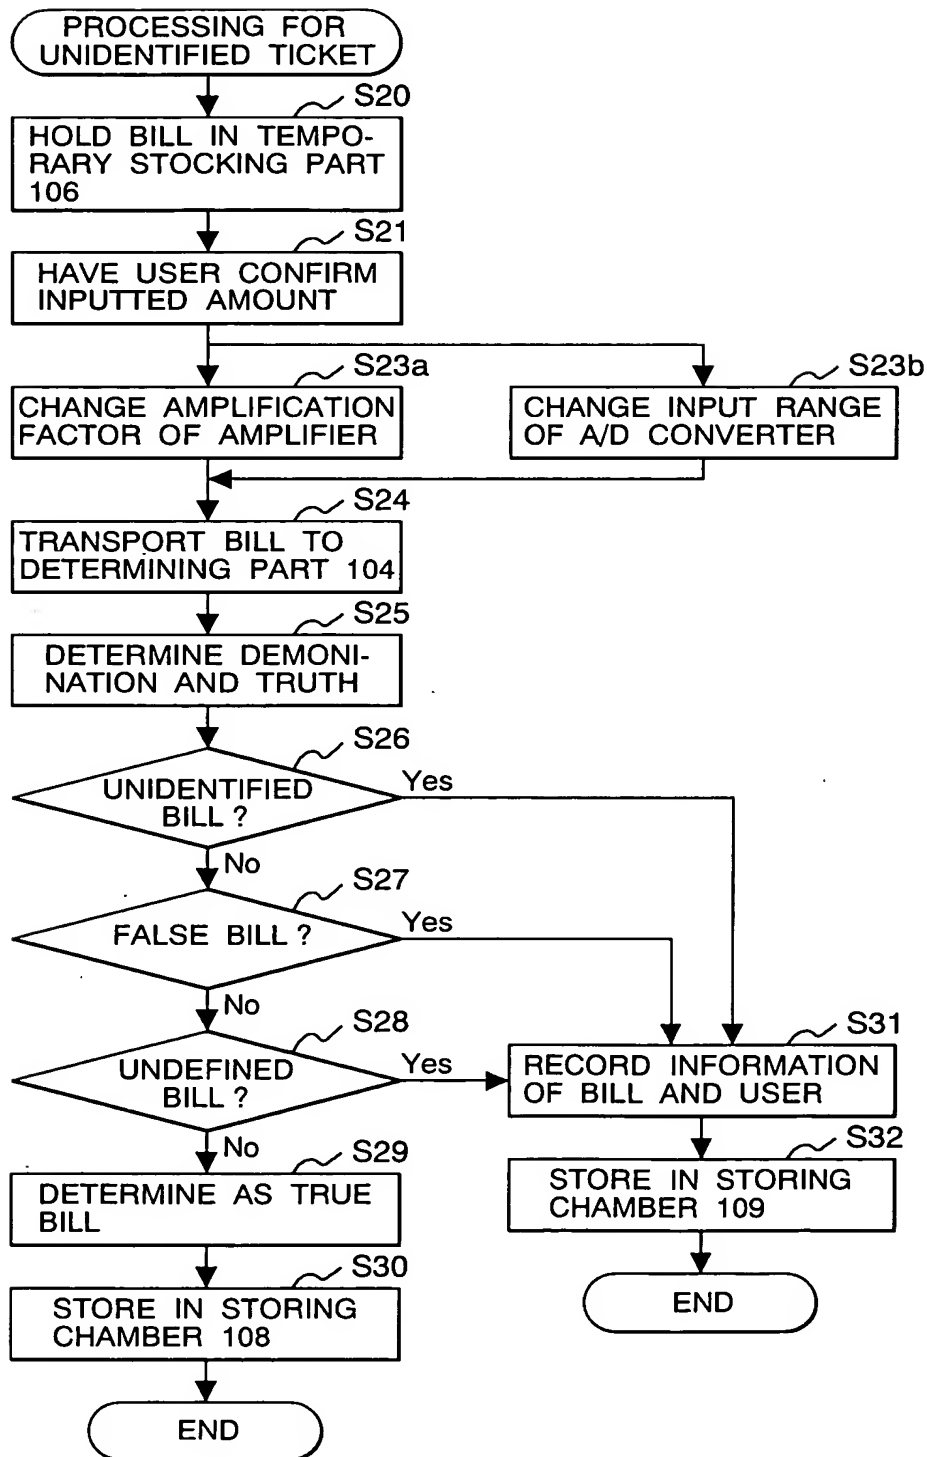 PROCESSING FOR
UNIDENTIFIED TICKET
S20
HOLD BILL IN TEMPO-
RARY STOCKING PART
106
S21
HAVE USER CONFIRM
INPUTTED AMOUNT
S23a
CHANGE AMPLIFICATION
FACTOR OF AMPLIFIER
S23b
CHANGE INPUT RANGE
OF A/D CONVERTER
S24
TRANSPORT BILL TO
DETERMINING PART 104
S25
DETERMINE DEMONI-
NATION AND TRUTH
S26
UNIDENTIFIED
BILL ?
Yes
No
S27
FALSE BILL ?
Yes
No
S28
UNDEFINED
BILL ?
Yes
No
S31
RECORD INFORMATION
OF BILL AND USER
S29
DETERMINE AS TRUE
BILL
S32
STORE IN STORING
CHAMBER 109
S30
STORE IN STORING
CHAMBER 108
END
END